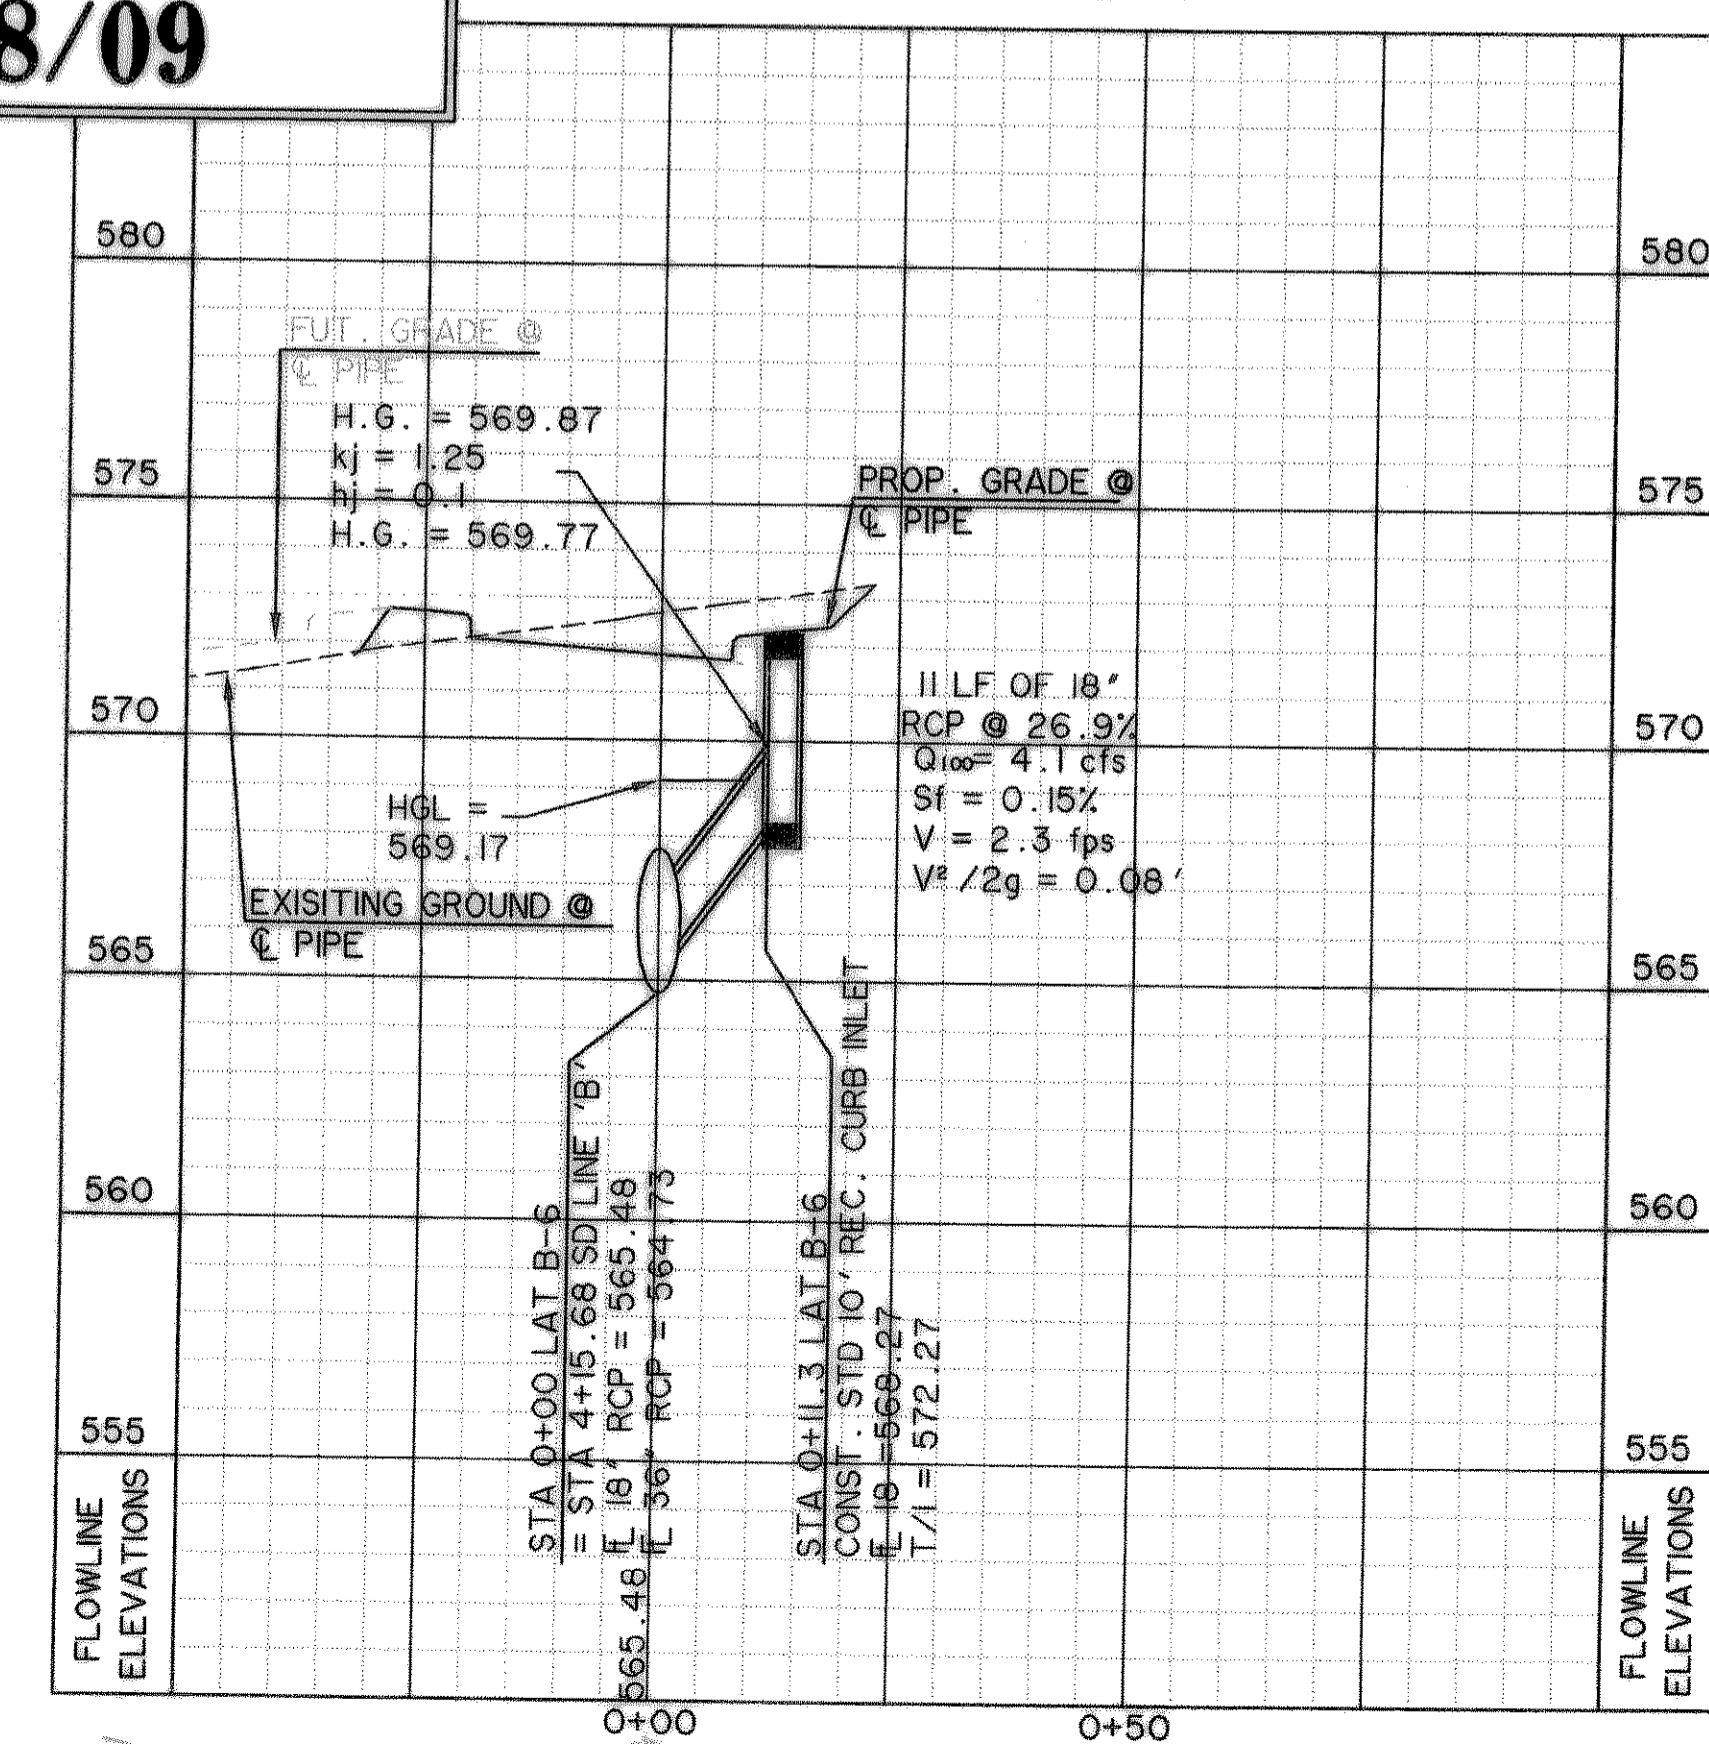 8/09
580
580
FUT. GRADE @
℄ PIPE
H.G. = 569.87
kj = 1.25
hj = 0.1
H.G. = 569.77
575
PROP. GRADE @
℄ PIPE
575
570
11 LF OF 18"
RCP @ 26.9%
Q100= 4.1 cfs
Sf = 0.15%
V = 2.3 fps
V²/2g = 0.08'
570
HGL =
569.17
EXISITING GROUND @
℄ PIPE
565
565
560
560
555
555
STA 0+00 LAT B-6
= STA 4+15.68 SD LINE 'B'
FL 18" RCP = 565.48
FL 36" RCP = 564.73
STA 0+11.3 LAT B-6
CONST. STD 10' REC. CURB INLET
FL 18 =568.27
T/I = 572.27
FLOWLINE
ELEVATIONS
565.48
FLOWLINE
ELEVATIONS
0+00
0+50